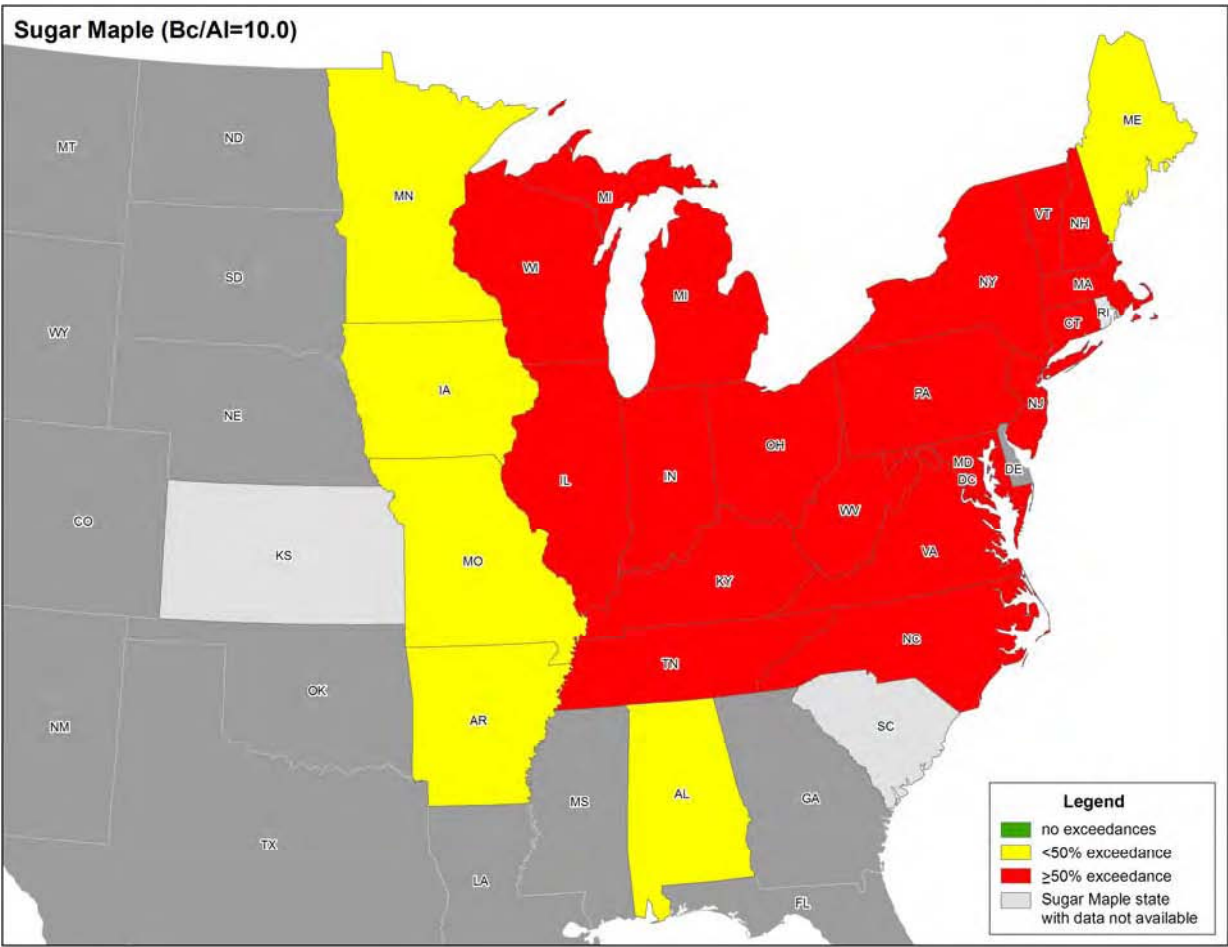 Sugar Maple (Bc/Al=10.0)
ME
ND
MT
MN
MI
VT
NH
WI
SD
NY
MA
MI
RI
CT
WY
IA
PA
NJ
NE
OH
MD
DE
IL
IN
DC
WV
CO
VA
KS
MO
KY
NC
TN
OK
NM
AR
SC
AL
GA
MS
TX
LA
FL
Legend
no exceedances
<50% exceedance
≥50% exceedance
Sugar Maple state
with data not available